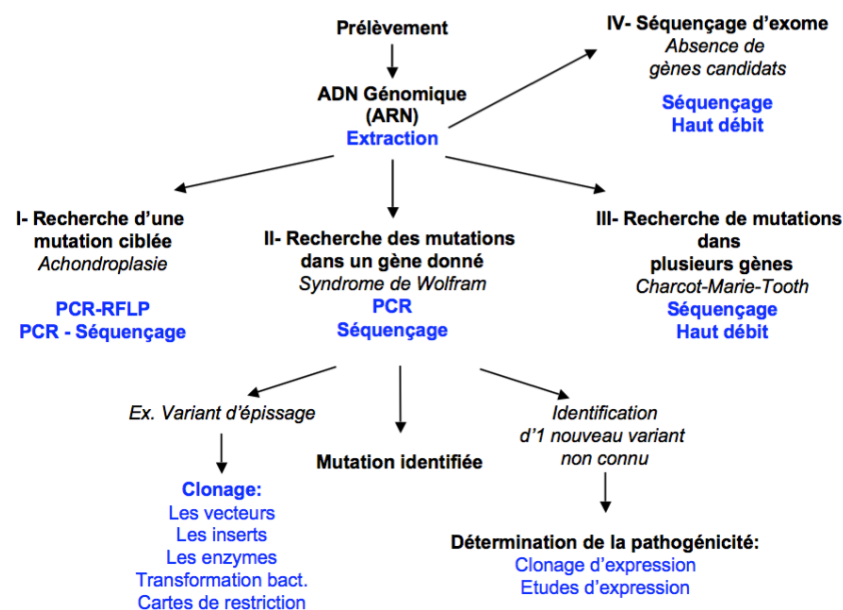 Prélèvement
ADN Génomique
(ARN)
Extraction
IV- Séquençage d'exome
Absence de
gènes candidats
Séquençage
Haut débit
I- Recherche d'une
mutation ciblée
Achondroplasie
PCR-RFLP
PCR - Séquençage
II- Recherche des mutations
dans un gène donné
Syndrome de Wolfram
PCR
Séquençage
III- Recherche de mutations
dans
plusieurs gènes
Charcot-Marie-Tooth
Séquençage
Haut débit
Ex. Variant d'épissage
Clonage:
Les vecteurs
Les inserts
Les enzymes
Transformation bact.
Cartes de restriction
Mutation identifiée
Identification
d'1 nouveau variant
non connu
Détermination de la pathogénicité:
Clonage d'expression
Etudes d'expression